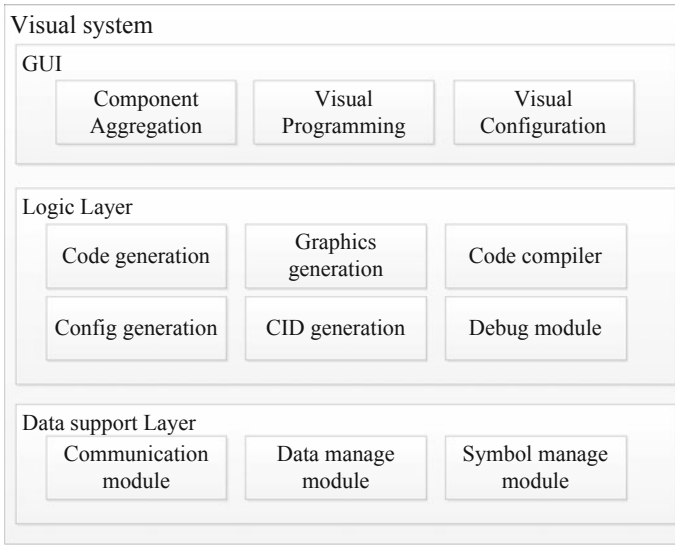 Visual system
GUI
Component
Aggregation
Visual
Programming
Visual
Configuration
Logic Layer
Code generation
Graphics
generation
Code compiler
Config generation
CID generation
Debug module
Data support Layer
Communication
module
Data manage
module
Symbol manage
module